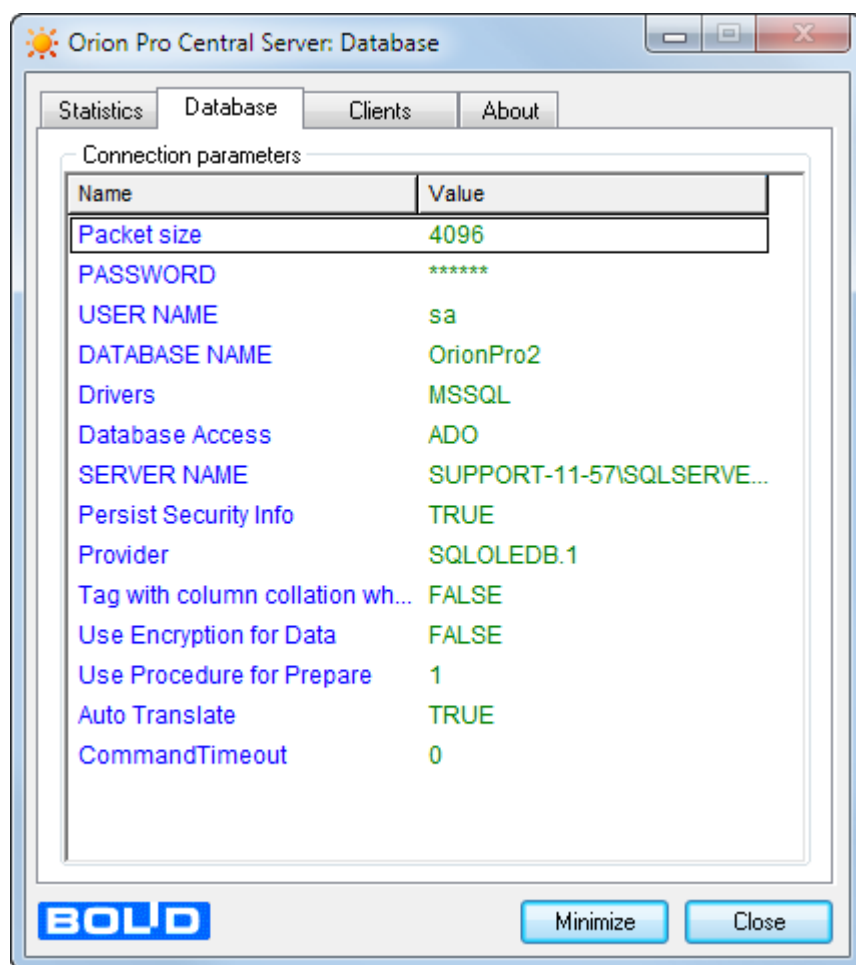 Orion Pro Central Server: Database
Statistics Database Clients About
Connection parameters
Name Value
Packet size 4096
PASSWORD ******
USER NAME sa
DATABASE NAME OrionPro2
Drivers MSSQL
Database Access ADO
SERVER NAME SUPPORT-11-57\SQLSERVE...
Persist Security Info TRUE
Provider SQLOLEDB.1
Tag with column collation wh... FALSE
Use Encryption for Data FALSE
Use Procedure for Prepare 1
Auto Translate TRUE
CommandTimeout 0
BOLID Minimize Close